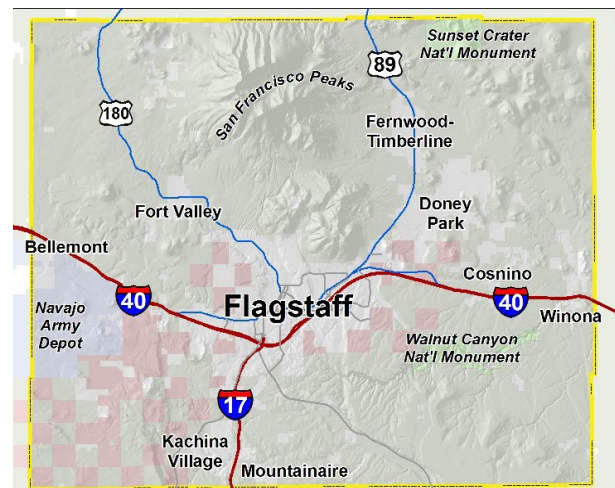 Sunset Crater
Nat'l Monument
89
San Francisco Peaks
180
Fernwood-
Timberline
Fort Valley
Doney
Park
Bellemont
Cosnino
40
Flagstaff
40
Navajo
Army
Depot
Winona
Walnut Canyon
Nat'l Monument
17
Kachina
Village
Mountainaire